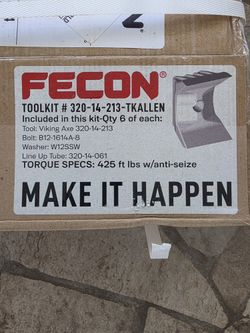 FECON®
TOOLKIT # 320-14-213-TKALLEN
Included in this kit-Qty 6 of each:
Tool: Viking Axe 320-14-213
Bolt: B12-1614A-8
Washer: W125SW
Line Up Tube: 320-14-061
TORQUE SPECS: 425 ft lbs w/anti-seize
MAKE IT HAPPEN